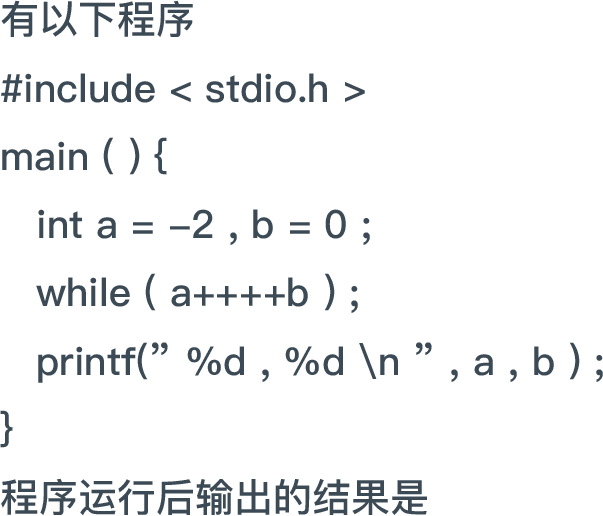 有以下程序
#include < stdio.h >
main ( ) {
int a = –2 , b = 0 ;
while ( a++++b ) ;
printf(” %d , %d \n ” , a , b ) ;
}
程序运行后输出的结果是